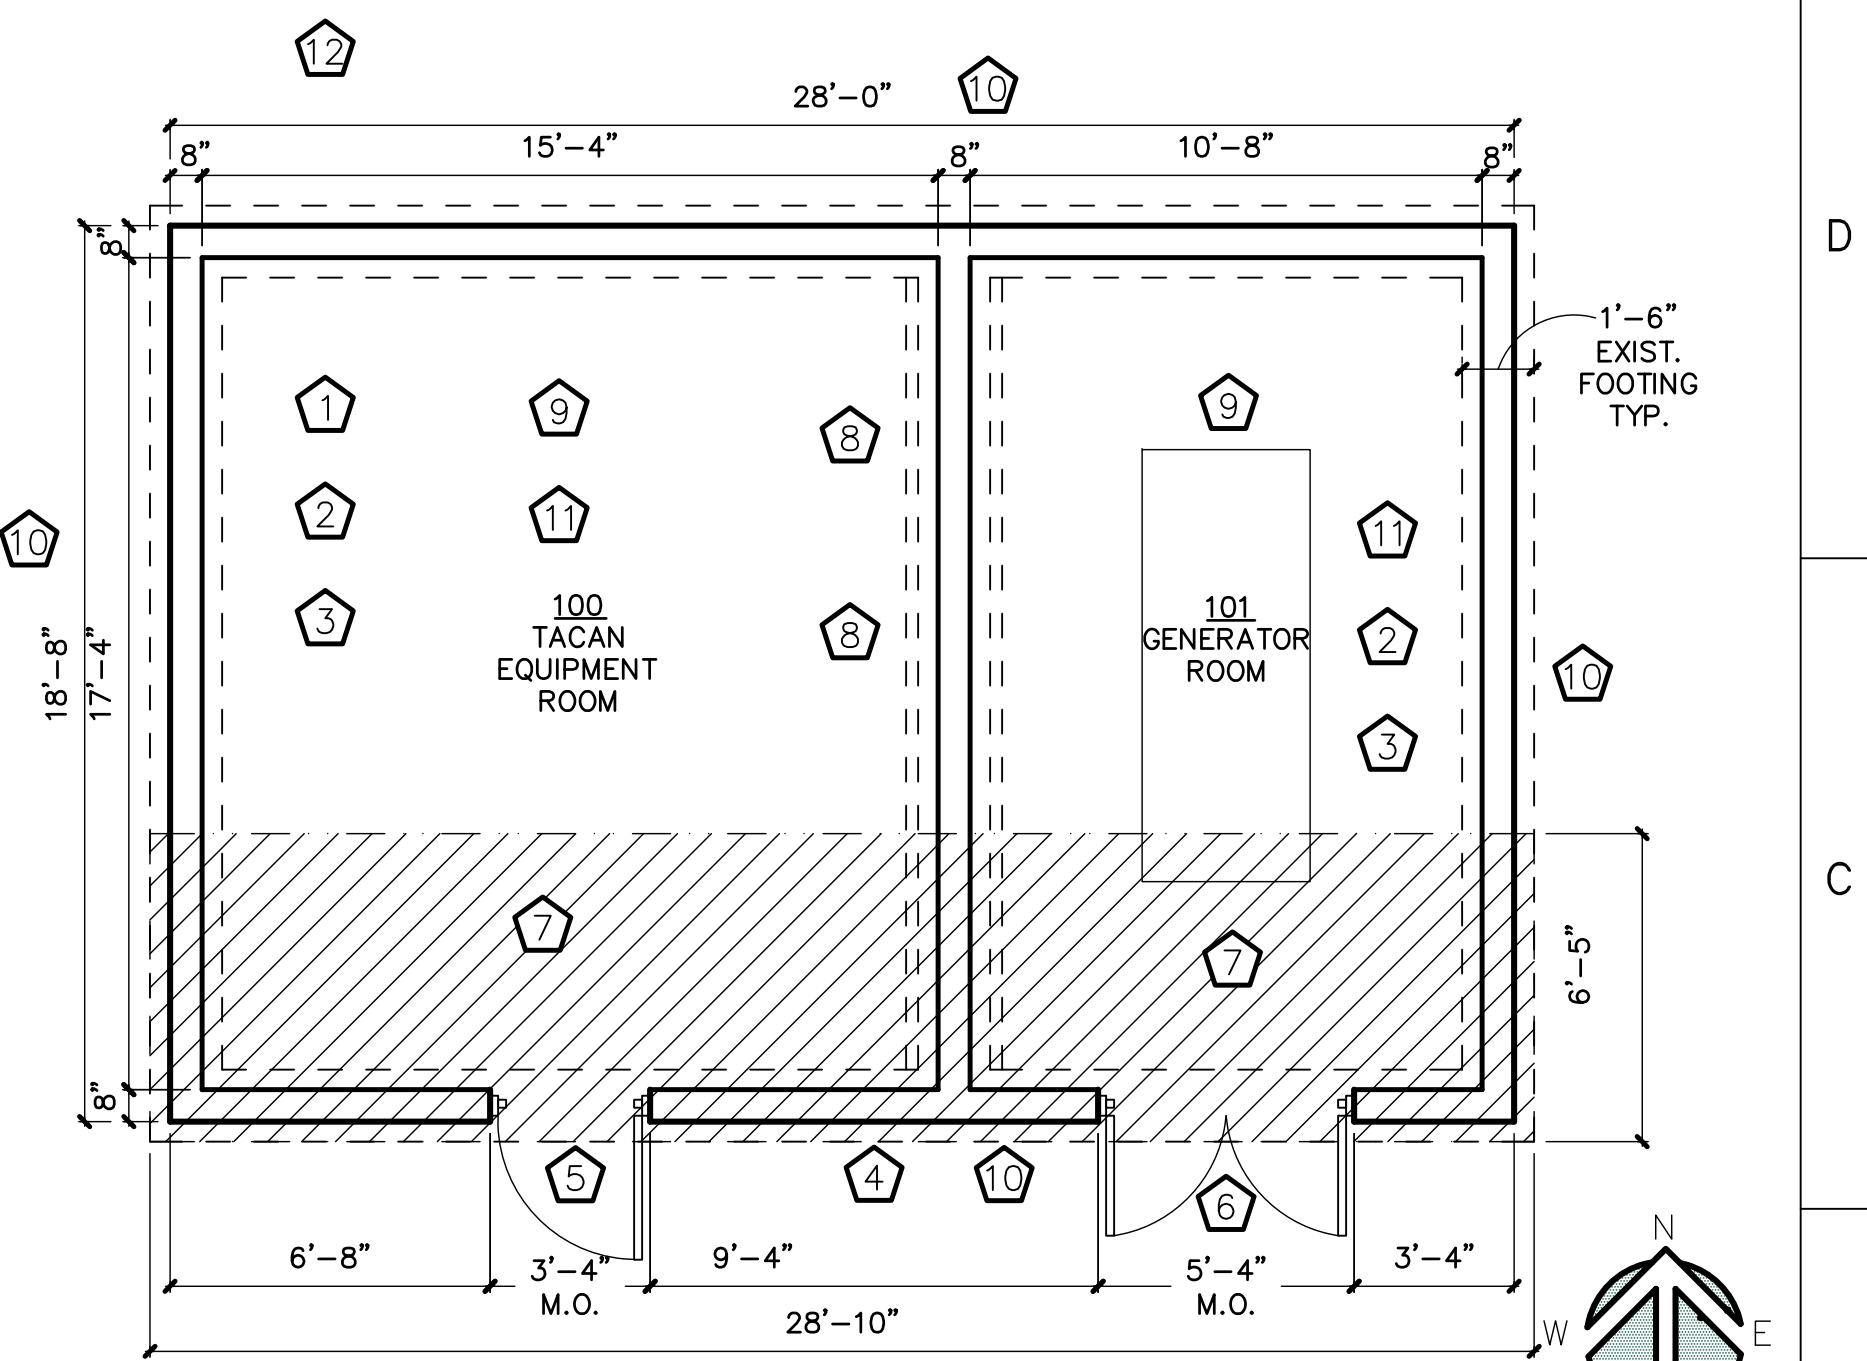 12
28'-0"
10
8"
15'-4"
8"
10'-8"
8"
D
8"
1'-6"
EXIST.
FOOTING
TYP.
1
9
8
9
2
11
11
10
3
100
TACAN
EQUIPMENT
ROOM
8
101
GENERATOR
ROOM
2
10
18'-8"
17'-4"
3
C
7
7
6'-5"
8"
5
4
10
6
N
6'-8"
3'-4"
M.O.
9'-4"
5'-4"
M.O.
3'-4"
28'-10"
W
E